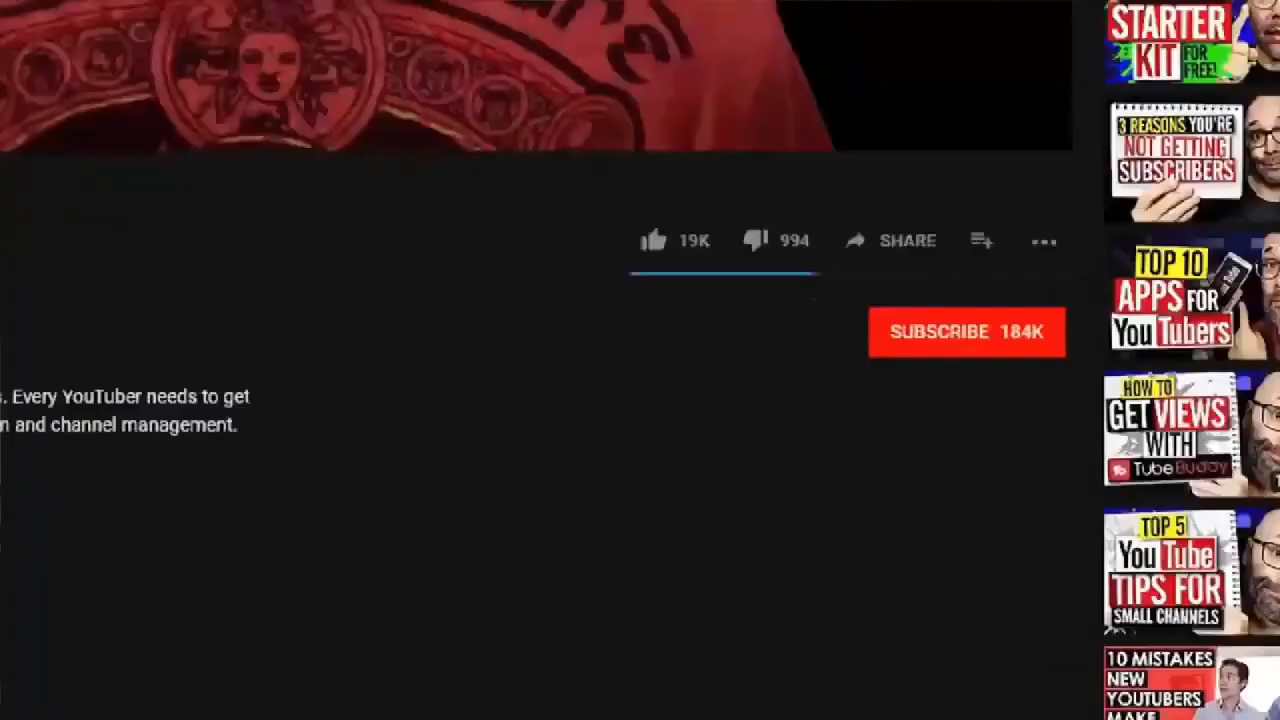 19K
994
SHARE
SUBSCRIBE 184K
. Every YouTuber needs to get
and channel management.
STARTER
KIT FOR
FREE!
3 REASONS YOU'RE
NOT GETTING
SUBSCRIBERS
TOP 10
APPS FOR
YouTubers
HOW TO
GET VIEWS
WITH
TubeBuddy
TOP 5
YouTube
TIPS FOR
SMALL CHANNELS
10 MISTAKES
NEW
YOUTUBERS
MAKE